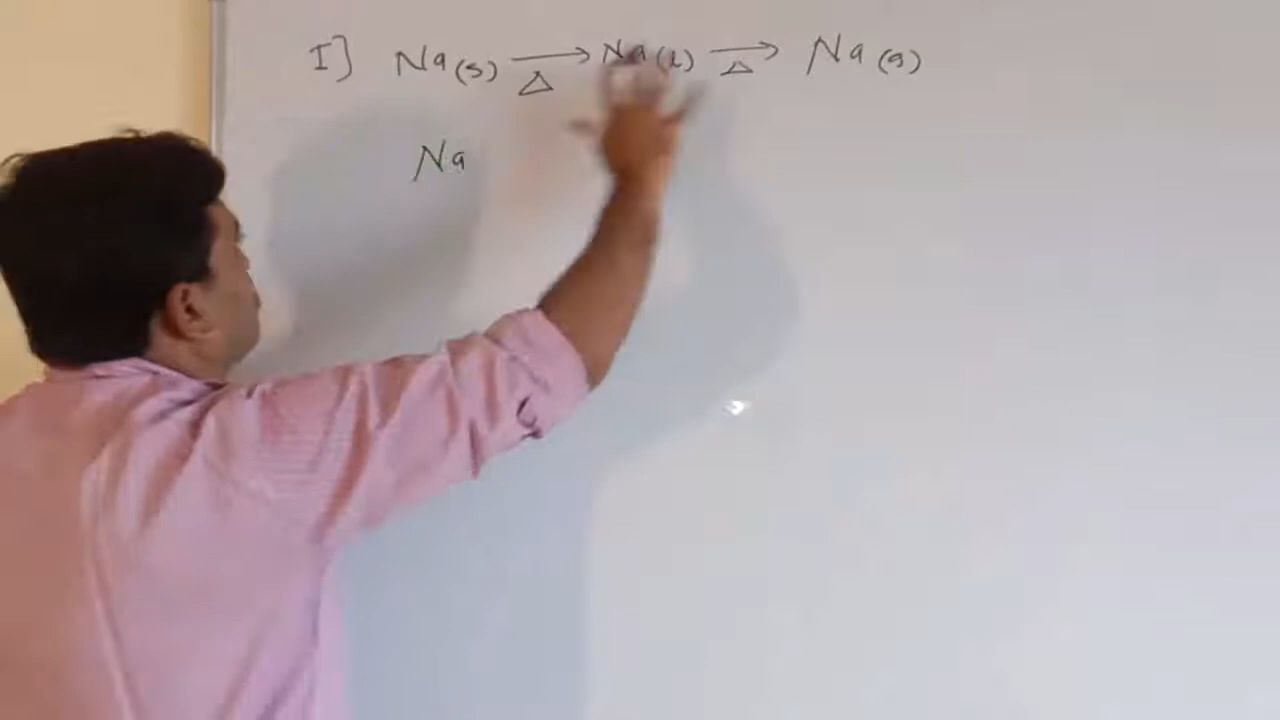 I] Na(s) →Δ Na(l) →Δ Na(g)
Na